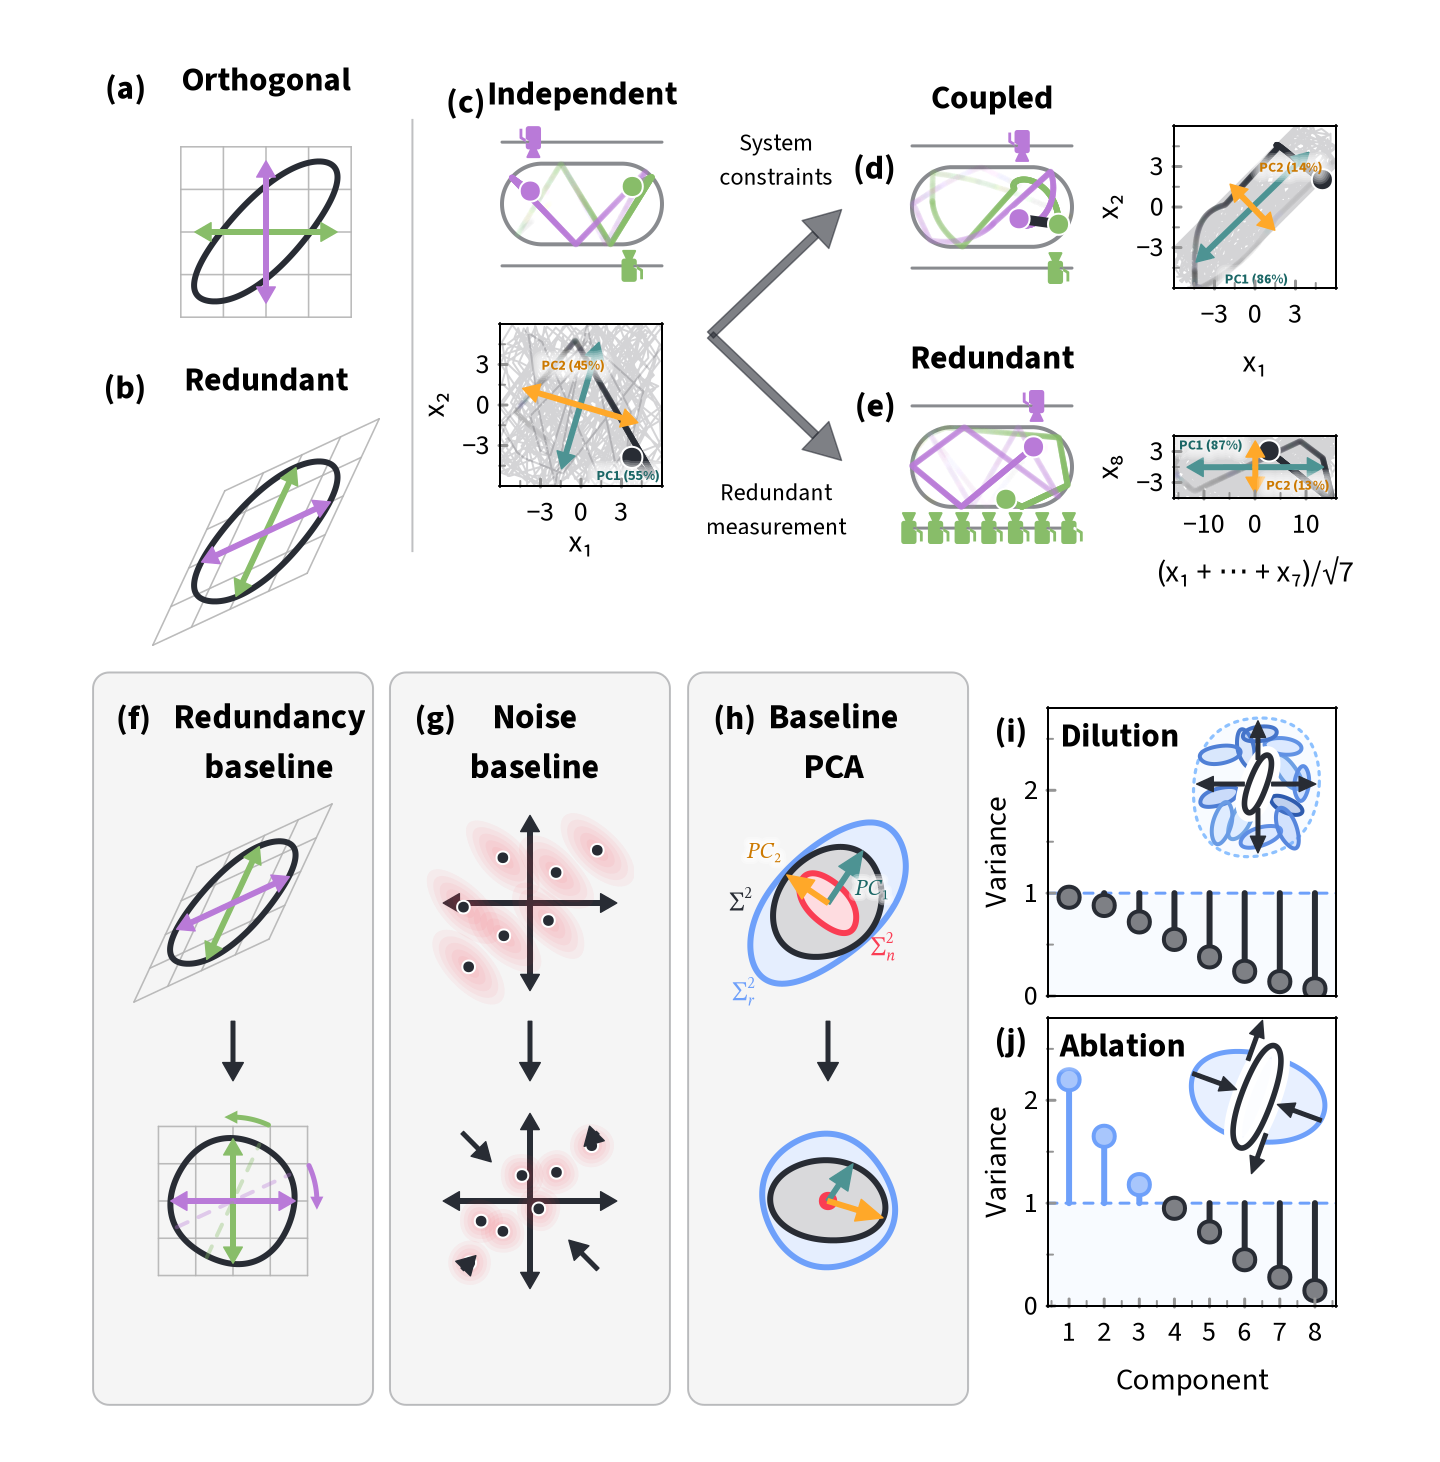 (a) Orthogonal
(b) Redundant
(c) Independent
3
0
−3
x₂
PC2 (45%)
PC1 (55%)
−3 0 3
x₁
System
constraints
Redundant
measurement
Coupled
(d)
3
0
−3
x₂
PC2 (14%)
PC1 (86%)
−3 0 3
x₁
Redundant
(e)
3
−3
x₈
PC1 (87%)
PC2 (13%)
−10 0 10
(x₁ + ⋯ + x₇)/√7
(f) Redundancy
baseline
(g) Noise
baseline
(h) Baseline
PCA
PC₂
PC₁
Σ²
Σₙ²
Σᵣ²
(i) Dilution
Variance
2
1
0
(j) Ablation
Variance
2
1
0
1 2 3 4 5 6 7 8
Component